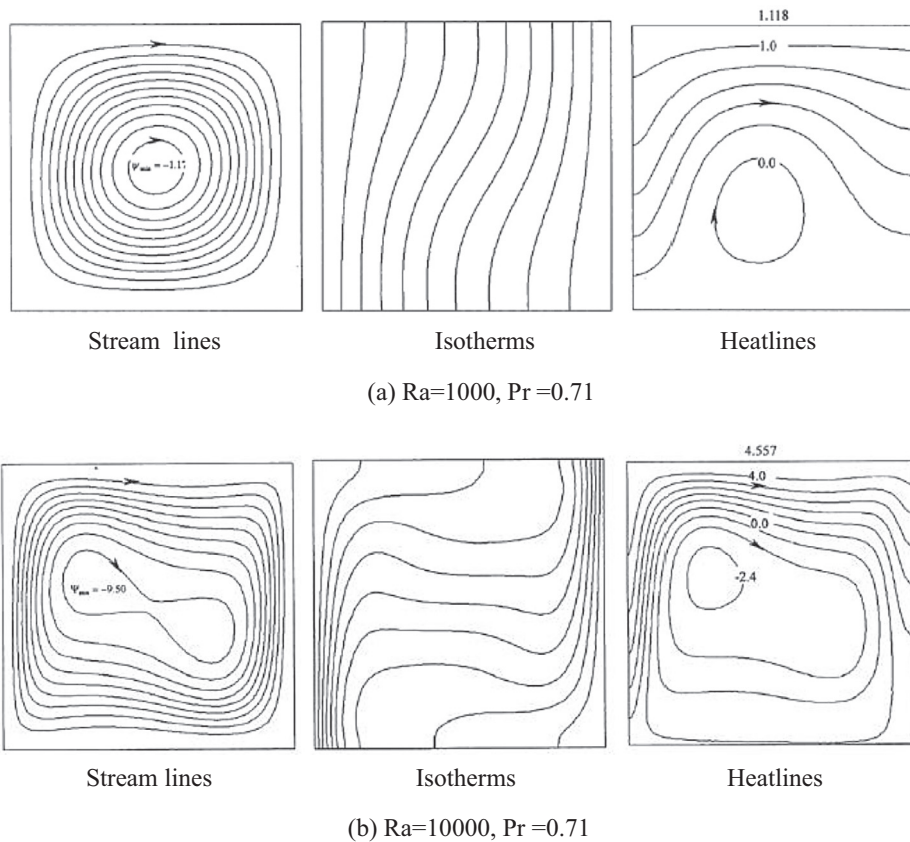 1.118
1.0
Ψmin = -1.17
0.0
Stream lines
Isotherms
Heatlines
(a) Ra=1000, Pr =0.71
4.557
4.0
0.0
Ψmin = -9.50
-2.4
Stream lines
Isotherms
Heatlines
(b) Ra=10000, Pr =0.71